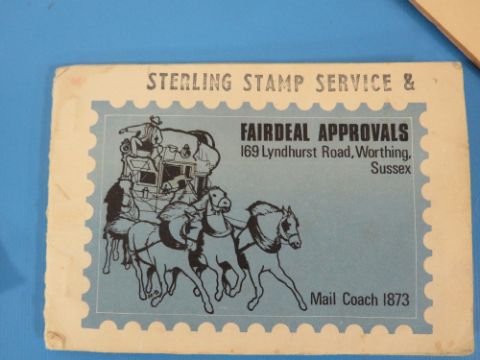 STERLING STAMP SERVICE &
FAIRDEAL APPROVALS
169 Lyndhurst Road, Worthing,
Sussex
Mail Coach 1873